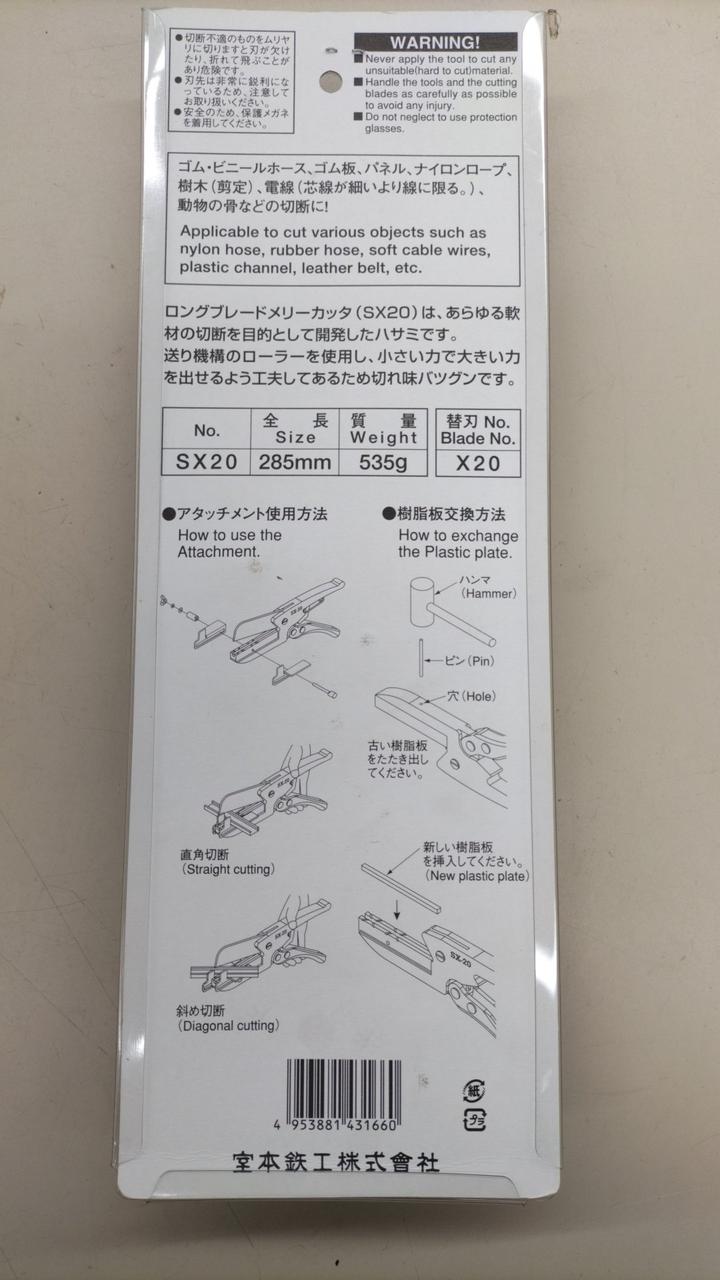 ●切断不適のものをムリヤ
リに切りますと刃が欠け
たり、折れて飛ぶことが
あり危険です。
●刃先は非常に鋭利にな
っているため、注意して
お取り扱いください。
●安全のため、保護メガネ
を着用してください。
WARNING!
■Never apply the tool to cut any
unsuitable(hard to cut)material.
■Handle the tools and the cutting
blades as carefully as possible
to avoid any injury.
■Do not neglect to use protection
glasses.
ゴム・ビニールホース、ゴム板、パネル、ナイロンロープ、
樹木(剪定)、電線(芯線が細いより線に限る。)、
動物の骨などの切断に!
Applicable to cut various objects such as
nylon hose, rubber hose, soft cable wires,
plastic channel, leather belt, etc.
ロングブレードメリーカッタ(SX20)は、あらゆる軟
材の切断を目的として開発したハサミです。
送り機構のローラーを使用し、小さい力で大きい力
を出せるよう工夫してあるため切れ味バツグンです。
No. 全長 Size 質量 Weight 替刃 No. Blade No.
SX20 285mm 535g X20
●アタッチメント使用方法
How to use the
Attachment.
SX-20
SX-20
直角切断
(Straight cutting)
SX-20
斜め切断
(Diagonal cutting)
●樹脂板交換方法
How to exchange
the Plastic plate.
ハンマ
(Hammer)
ピン(Pin)
穴(Hole)
古い樹脂板
をたたき出し
てください。
新しい樹脂板
を挿入してください。
(New plastic plate)
SX-20
4 953881 431660
紙
プラ
室本鉄工株式會社